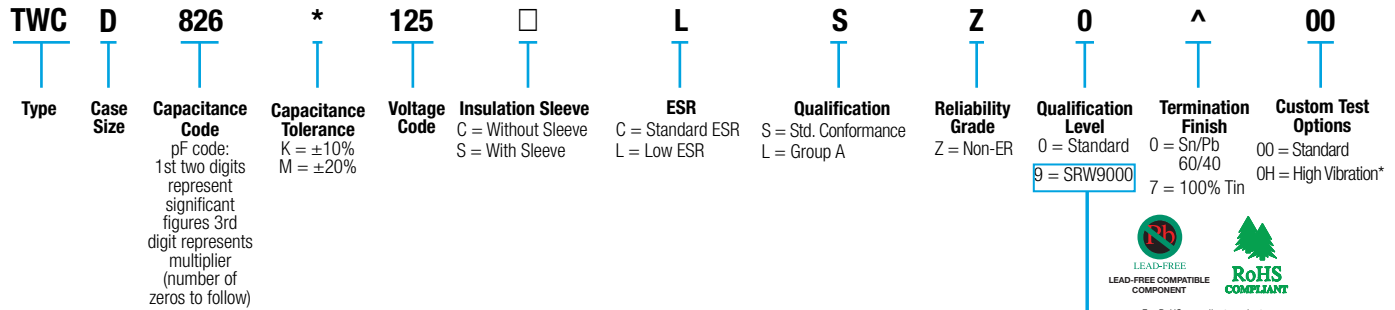 TWC D 826 * 125 □ L S Z 0 ^ 00
Type
Case
Size
Capacitance
Code
pF code:
1st two digits
represent
significant
figures 3rd
digit represents
multiplier
(number of
zeros to follow)
Capacitance
Tolerance
K = ±10%
M = ±20%
Voltage
Code
Insulation Sleeve
C = Without Sleeve
S = With Sleeve
ESR
C = Standard ESR
L = Low ESR
Qualification
S = Std. Conformance
L = Group A
Reliability
Grade
Z = Non-ER
Qualification
Level
0 = Standard
9 = SRW9000
Termination
Finish
0 = Sn/Pb
60/40
7 = 100% Tin
Custom Test
Options
00 = Standard
0H = High Vibration*
Pb
LEAD-FREE
LEAD-FREE COMPATIBLE
COMPONENT
RoHS
COMPLIANT